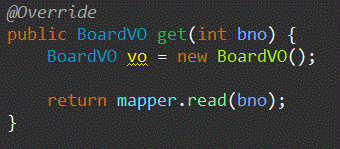 @Override
public BoardVO get(int bno) {
    BoardVO vo = new BoardVO();
    return mapper.read(bno);
}